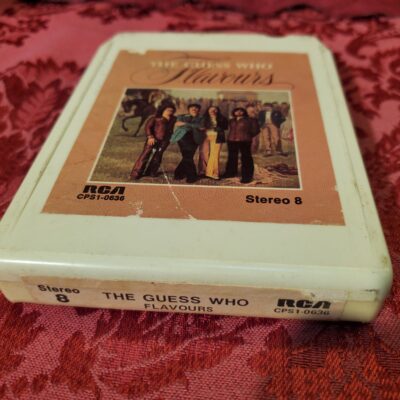 THE GUESS WHO
Flavours
RCA
CPS1-0636
Stereo 8
Stereo
8
THE GUESS WHO
FLAVOURS
RCA
CPS1-0636